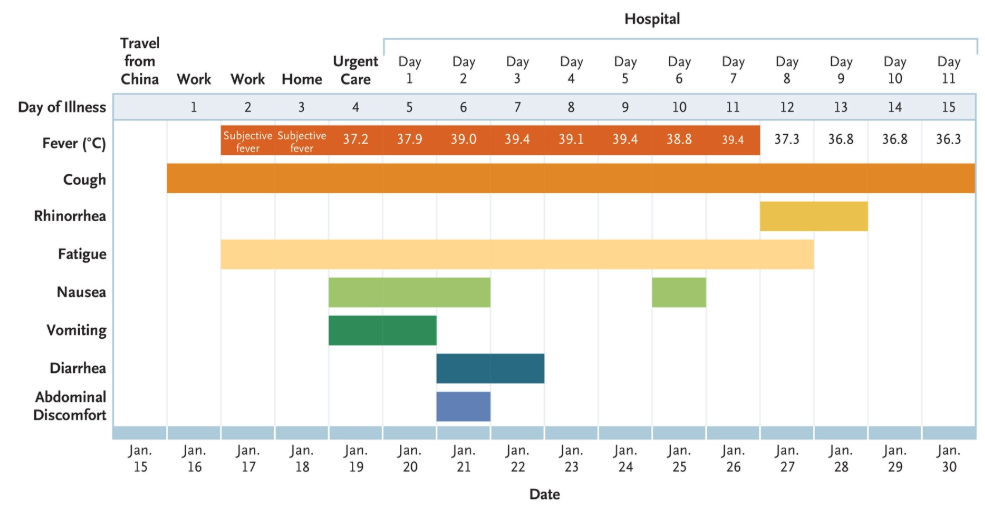 Hospital
Travel from China Work Work Home Urgent Care Day 1 Day 2 Day 3 Day 4 Day 5 Day 6 Day 7 Day 8 Day 9 Day 10 Day 11
Day of Illness 1 2 3 4 5 6 7 8 9 10 11 12 13 14 15
Fever (°C) Subjective fever Subjective fever 37.2 37.9 39.0 39.4 39.1 39.4 38.8 39.4 37.3 36.8 36.8 36.3
Cough
Rhinorrhea
Fatigue
Nausea
Vomiting
Diarrhea
Abdominal
Discomfort
Jan. 15 Jan. 16 Jan. 17 Jan. 18 Jan. 19 Jan. 20 Jan. 21 Jan. 22 Jan. 23 Jan. 24 Jan. 25 Jan. 26 Jan. 27 Jan. 28 Jan. 29 Jan. 30
Date